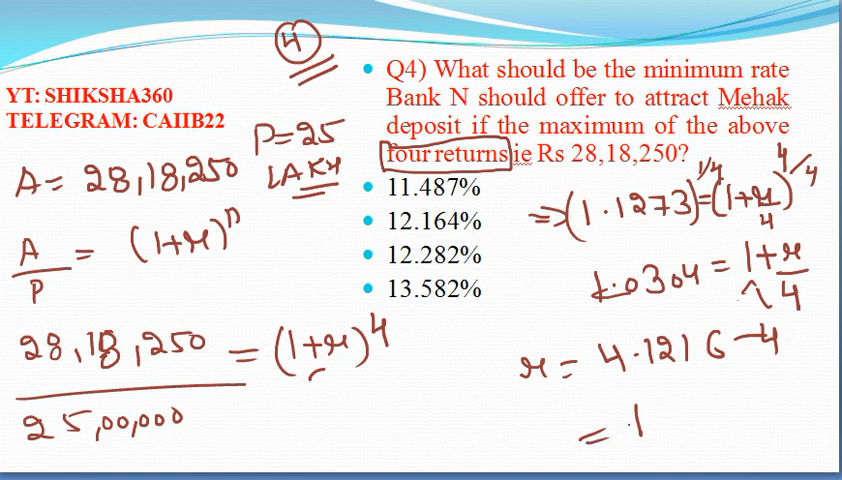 4
YT: SHIKSHA360
TELEGRAM: CAIIB22
Q4) What should be the minimum rate
Bank N should offer to attract Mehak
deposit if the maximum of the above
four returns ie Rs 28,18,250?
11.487%
12.164%
12.282%
13.582%
P=25
LAKH
A= 28,18,250
A/P = (1+r)^n
28,18,250 / 25,00,000 = (1+r)^4
=> (1.1273)^1/4 = (1+r/4)^4/4
1.0304 = 1+r/4
r = 4.1216-4
= .1